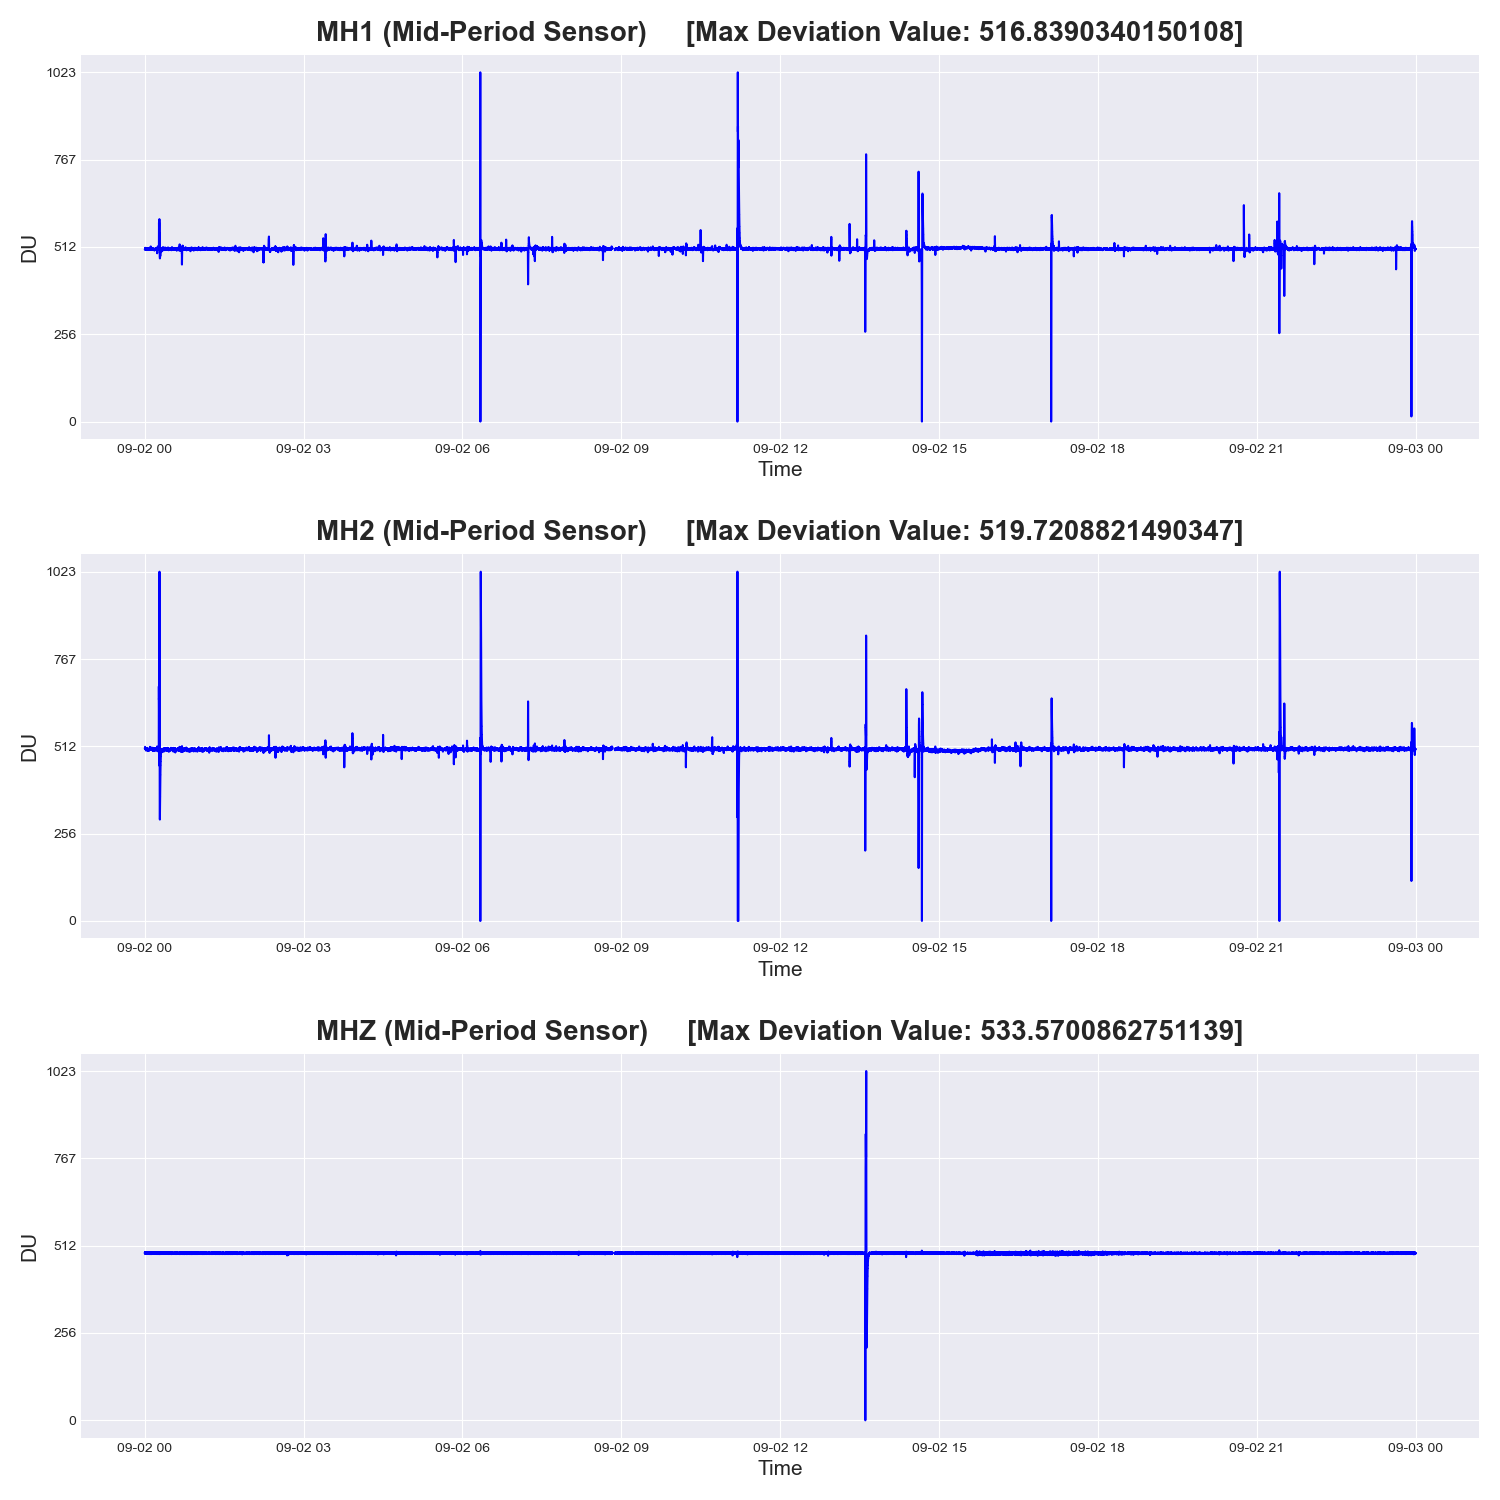 MH1 (Mid-Period Sensor) [Max Deviation Value: 516.8390340150108]
1023
767
512
256
0
DU
09-02 00 09-02 03 09-02 06 09-02 09 09-02 12 09-02 15 09-02 18 09-02 21 09-03 00
Time
MH2 (Mid-Period Sensor) [Max Deviation Value: 519.7208821490347]
1023
767
512
256
0
DU
09-02 00 09-02 03 09-02 06 09-02 09 09-02 12 09-02 15 09-02 18 09-02 21 09-03 00
Time
MHZ (Mid-Period Sensor) [Max Deviation Value: 533.5700862751139]
1023
767
512
256
0
DU
09-02 00 09-02 03 09-02 06 09-02 09 09-02 12 09-02 15 09-02 18 09-02 21 09-03 00
Time